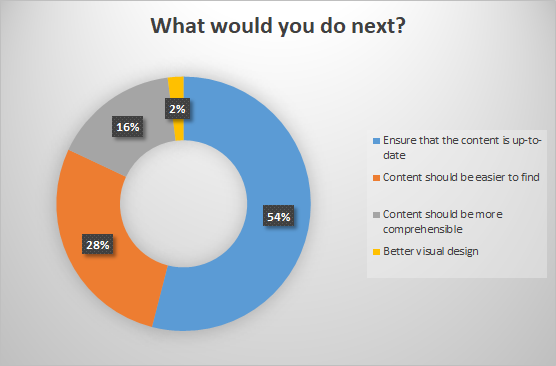 What would you do next?
2%
16%
54%
28%
Ensure that the content is up-to-
date
Content should be easier to find
Content should be more
comprehensible
Better visual design